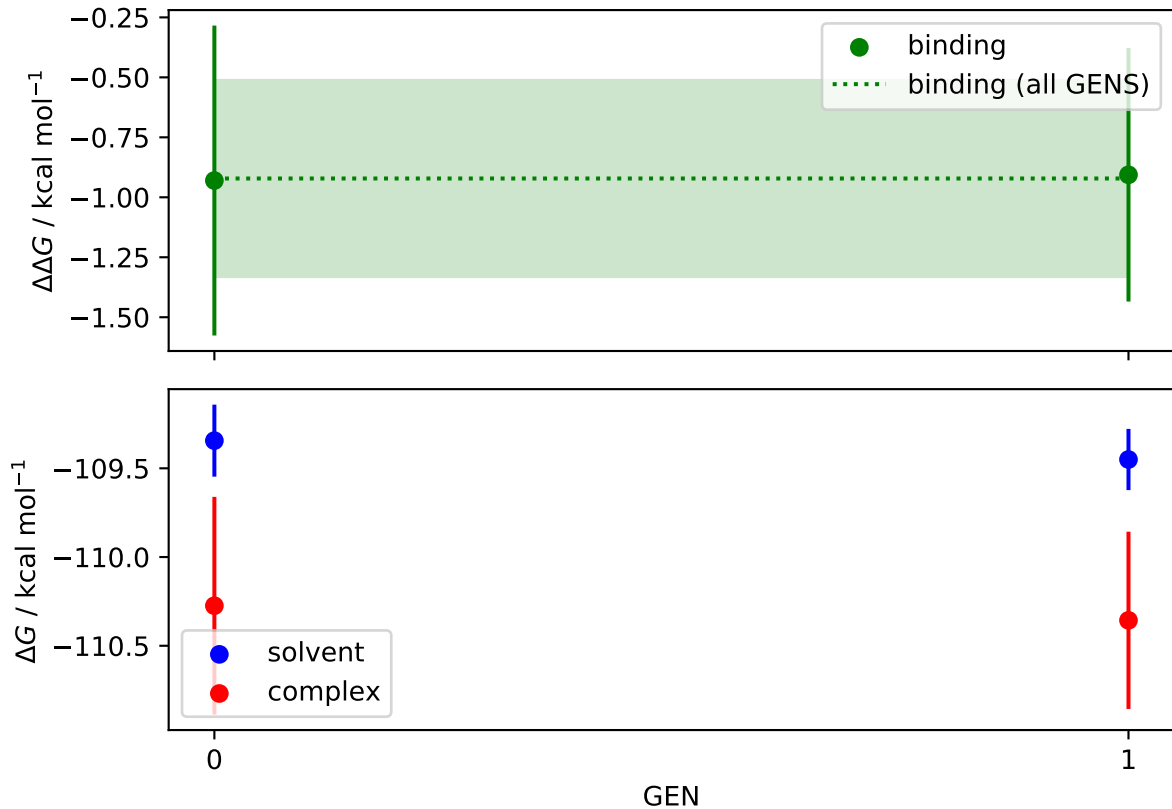 −0.25
−0.50
−0.75
−1.00
−1.25
−1.50
ΔΔG / kcal mol⁻¹
binding
binding (all GENS)
−109.5
−110.0
−110.5
ΔG / kcal mol⁻¹
solvent
complex
0
1
GEN